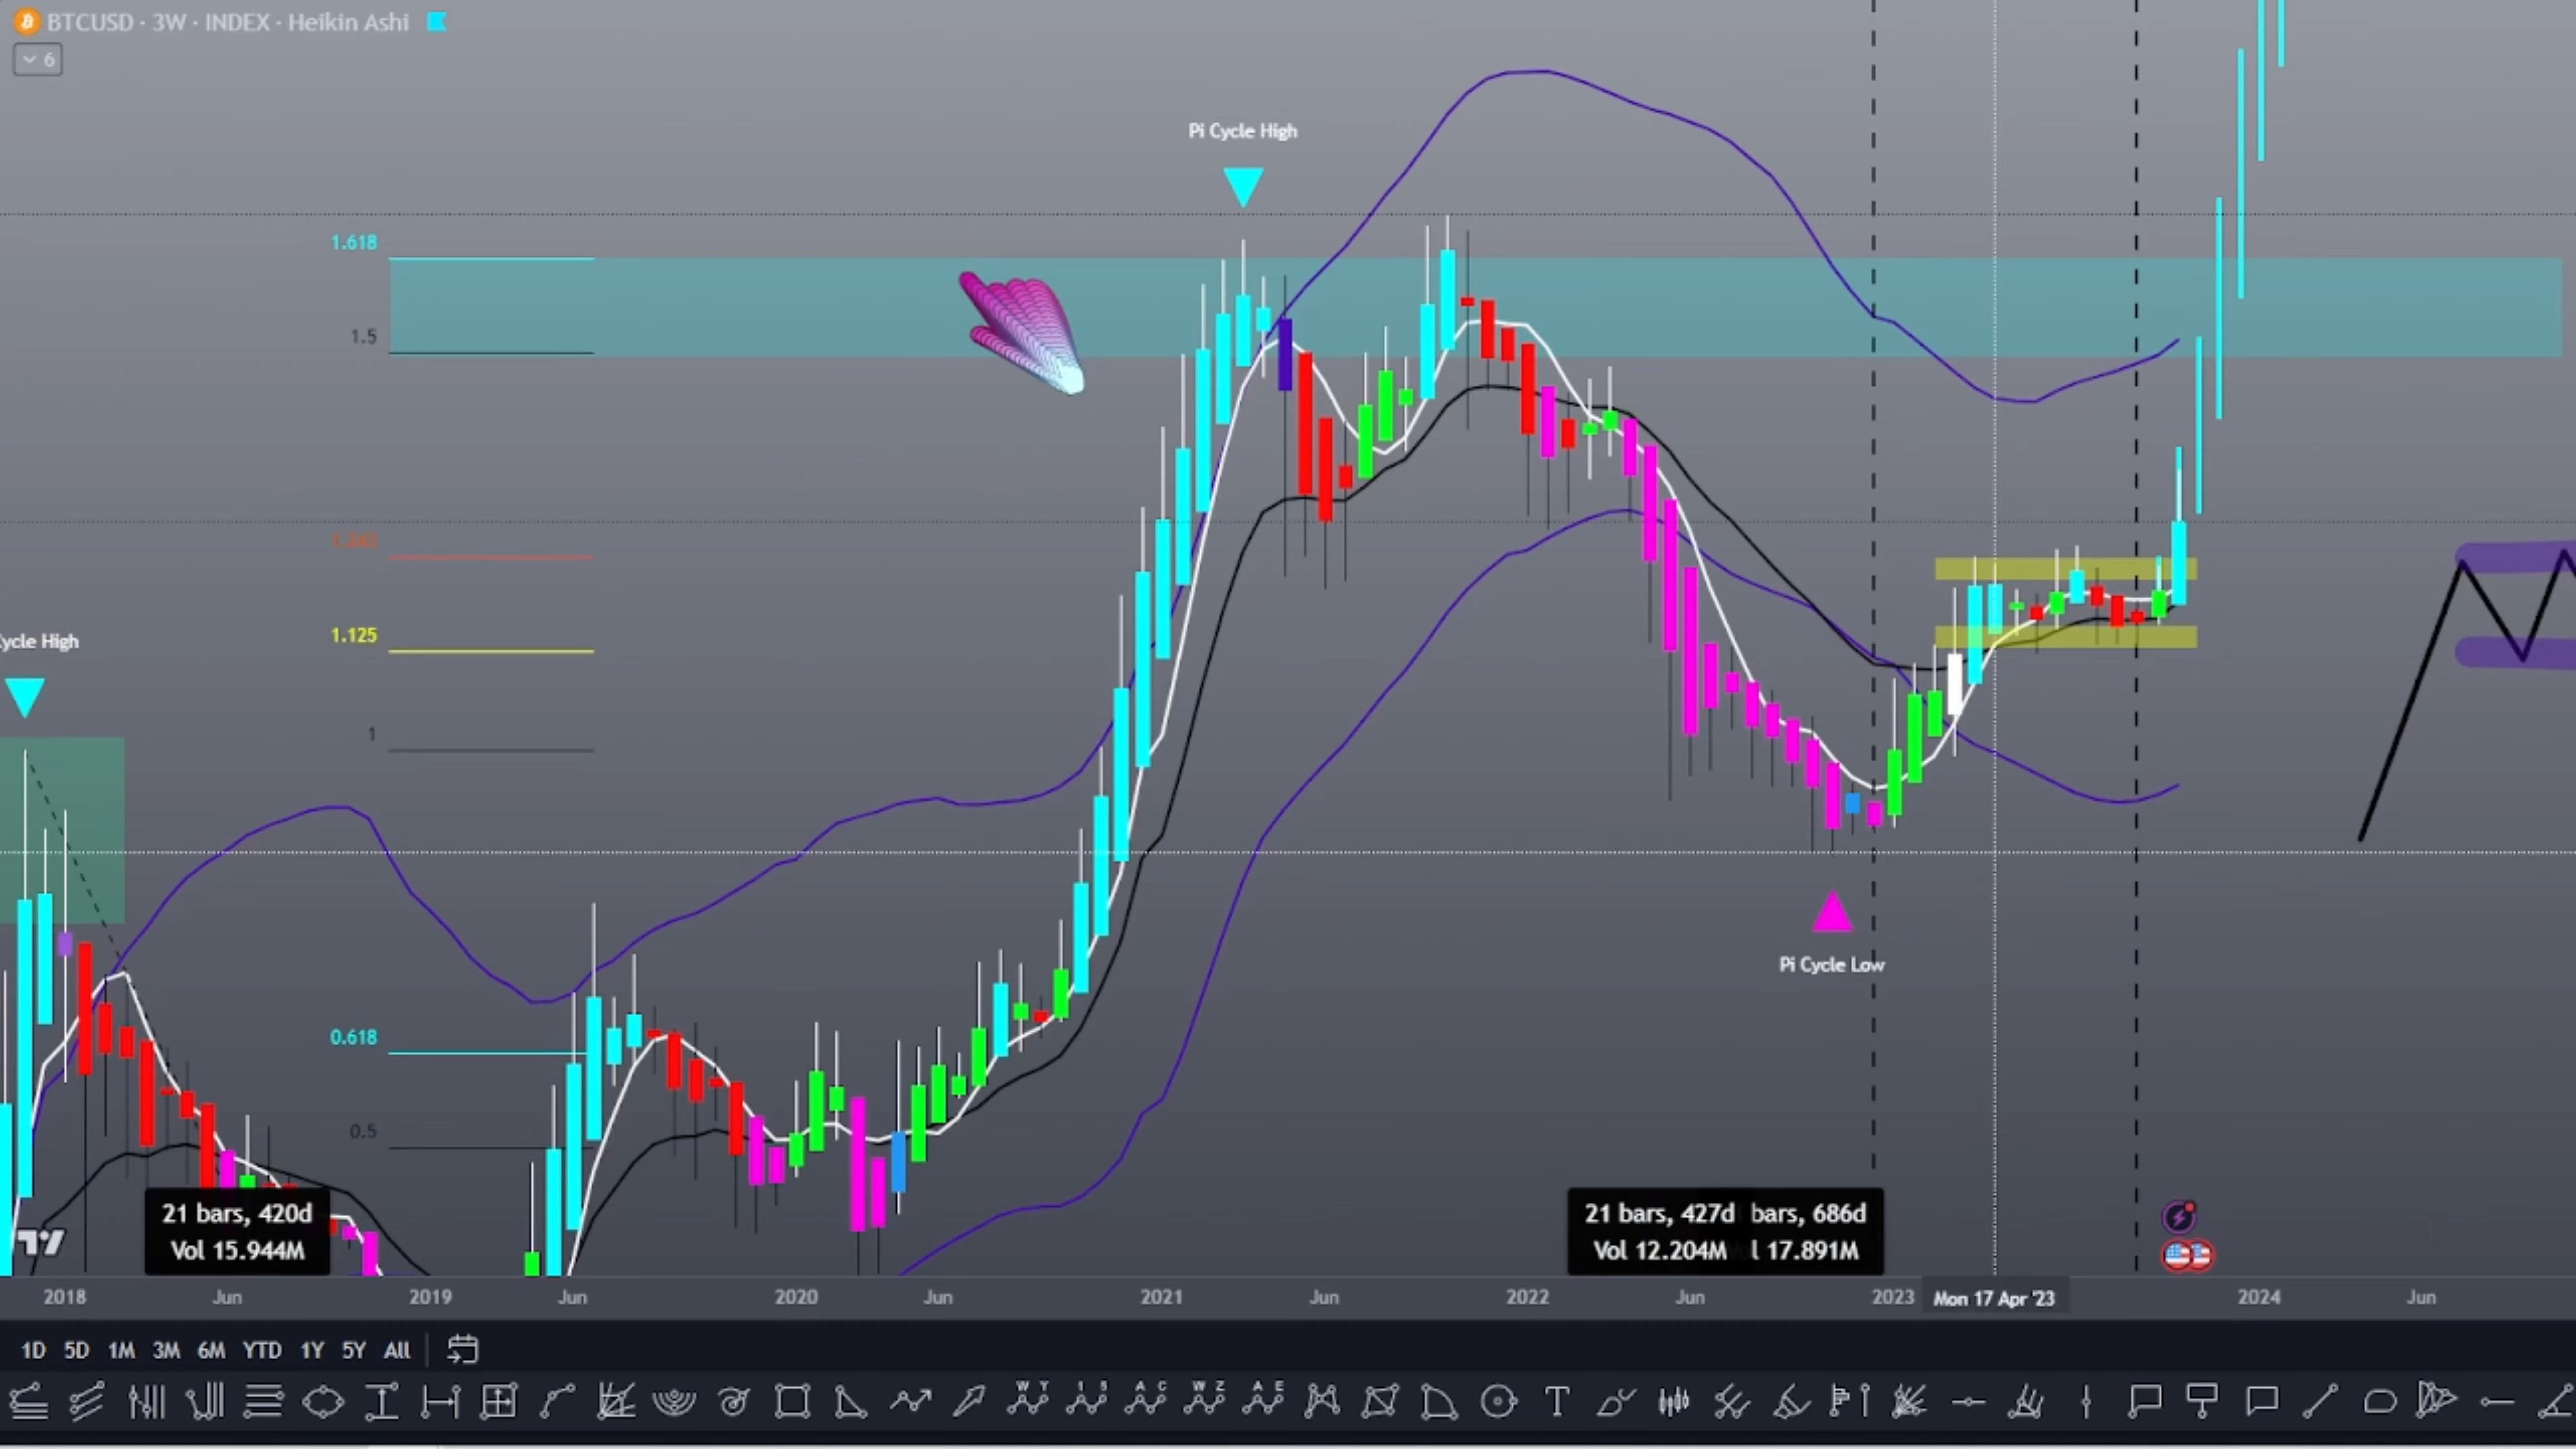 BTCUSD · 3W · INDEX · Heikin Ashi
6
Pi Cycle High
1.618
1.5
1.125
1
0.618
0.5
ycle High
Pi Cycle Low
21 bars, 420d
Vol 15.944M
21 bars, 427d bars, 686d
Vol 12.204M l 17.891M
2018 Jun 2019 Jun 2020 Jun 2021 Jun 2022 Jun 2023 Mon 17 Apr '23 2024 Jun
1D 5D 1M 3M 6M YTD 1Y 5Y All
W Y 1 5 A C W Z A E
T